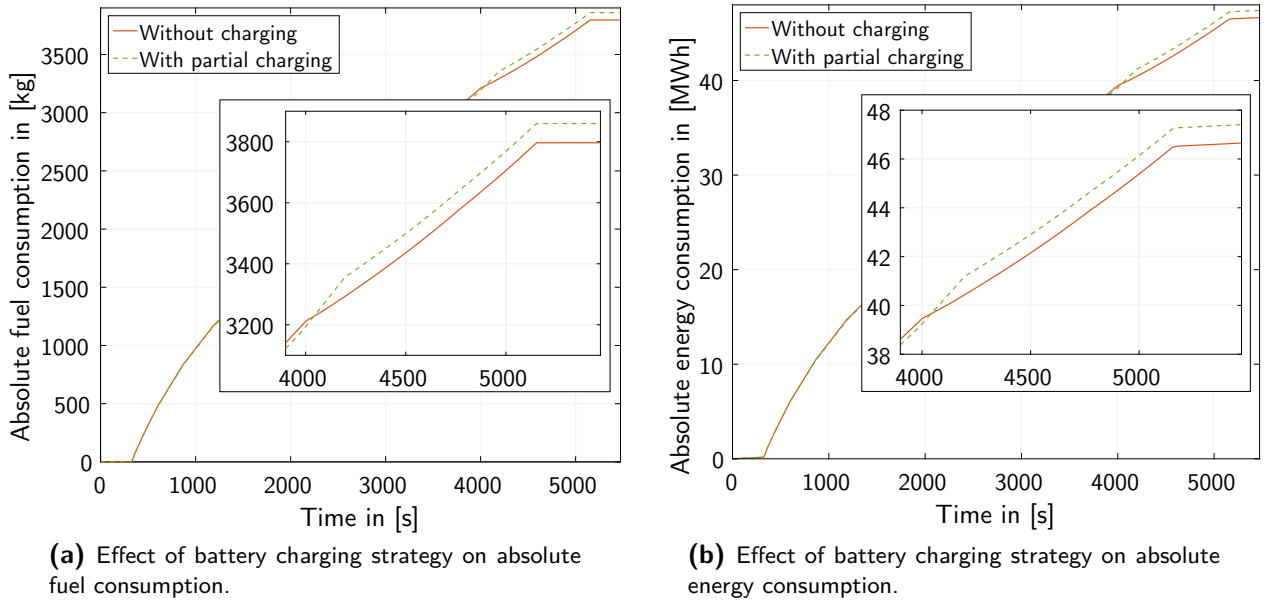 Absolute fuel consumption in [kg]
3500
3000
2500
2000
1500
1000
500
0
Without charging
With partial charging
3800
3600
3400
3200
4000 4500 5000
0 1000 2000 3000 4000 5000
Time in [s]
(a) Effect of battery charging strategy on absolute
fuel consumption.
Absolute energy consumption in [MWh]
40
30
20
10
0
Without charging
With partial charging
48
46
44
42
40
38
4000 4500 5000
0 1000 2000 3000 4000 5000
Time in [s]
(b) Effect of battery charging strategy on absolute
energy consumption.